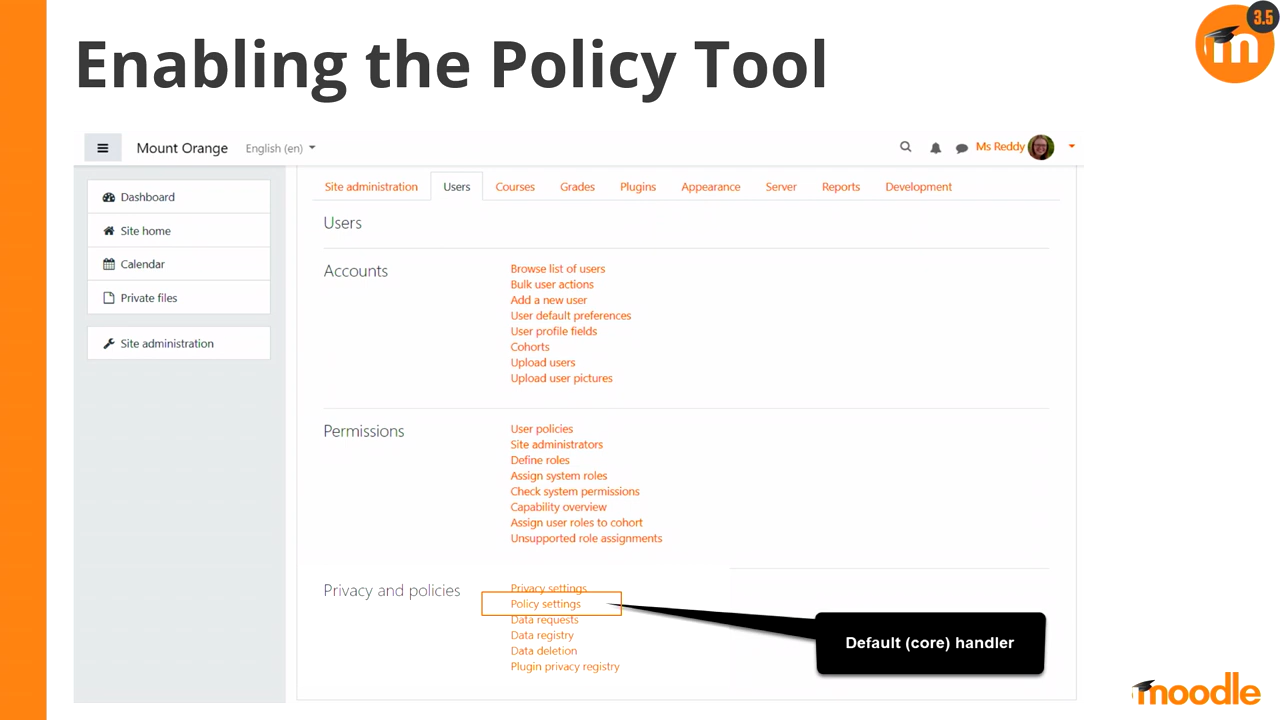 Enabling the Policy Tool
3.5
m
Mount Orange English (en)
Ms Reddy
Dashboard
Site home
Calendar
Private files
Site administration
Site administration Users Courses Grades Plugins Appearance Server Reports Development
Users
Accounts
Browse list of users
Bulk user actions
Add a new user
User default preferences
User profile fields
Cohorts
Upload users
Upload user pictures
Permissions
User policies
Site administrators
Define roles
Assign system roles
Check system permissions
Capability overview
Assign user roles to cohort
Unsupported role assignments
Privacy and policies
Privacy settings
Policy settings
Data requests
Data registry
Data deletion
Plugin privacy registry
Default (core) handler
moodle